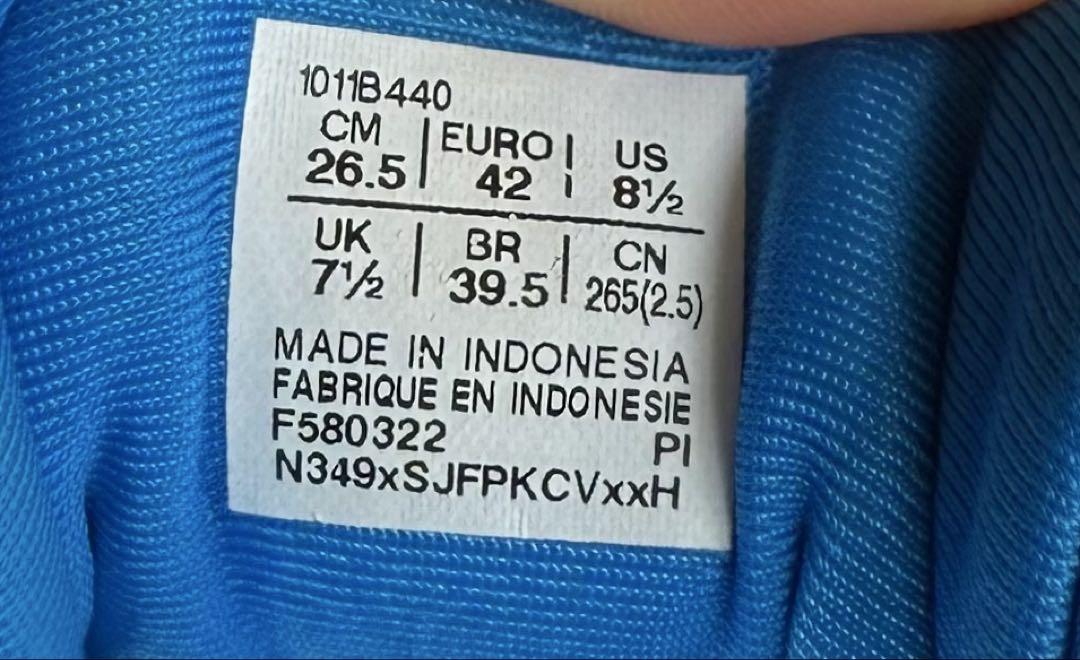 1011B440
CM | EURO | US
26.5 | 42 | 8½
UK | BR | CN
7½ | 39.5 | 265(2.5)
MADE IN INDONESIA
FABRIQUE EN INDONESIE
F580322 PI
N349xSJFPKCVxxH